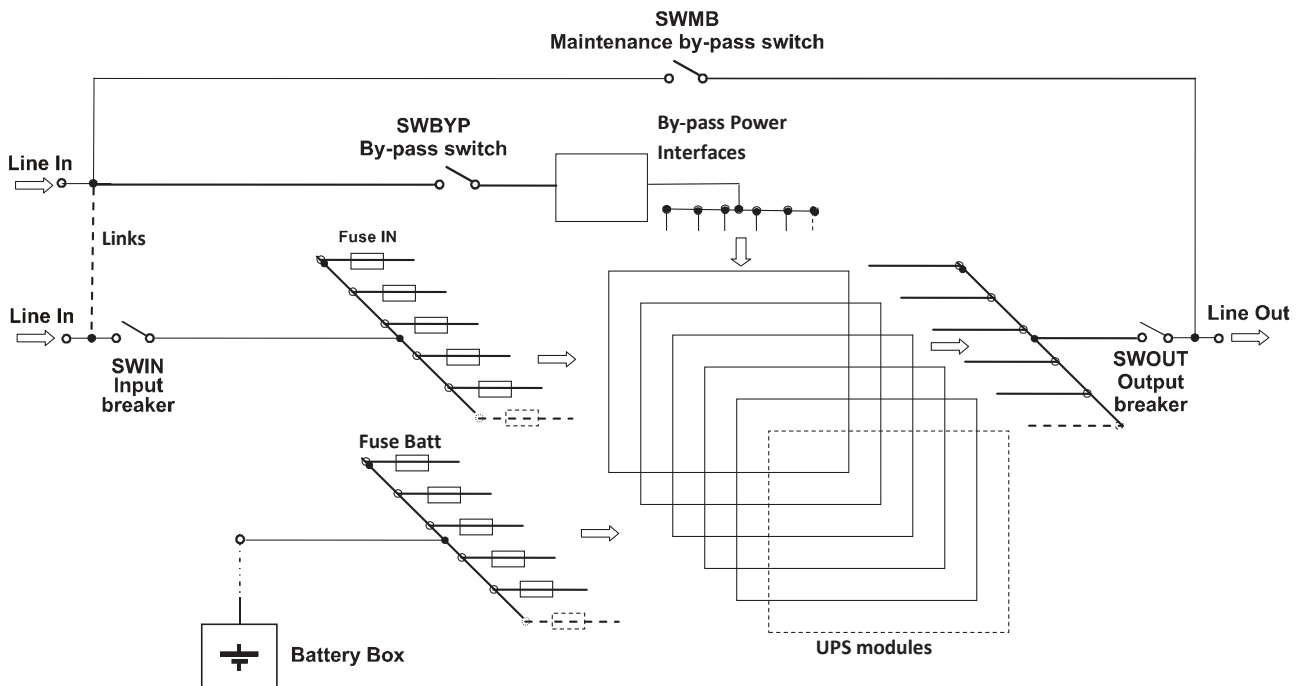 SWMB
Maintenance by-pass switch
SWBYP
By-pass switch
By-pass Power
Interfaces
Line In
Links
Fuse IN
Line In
Line Out
SWIN
Input
breaker
SWOUT
Output
breaker
Fuse Batt
Battery Box
UPS modules